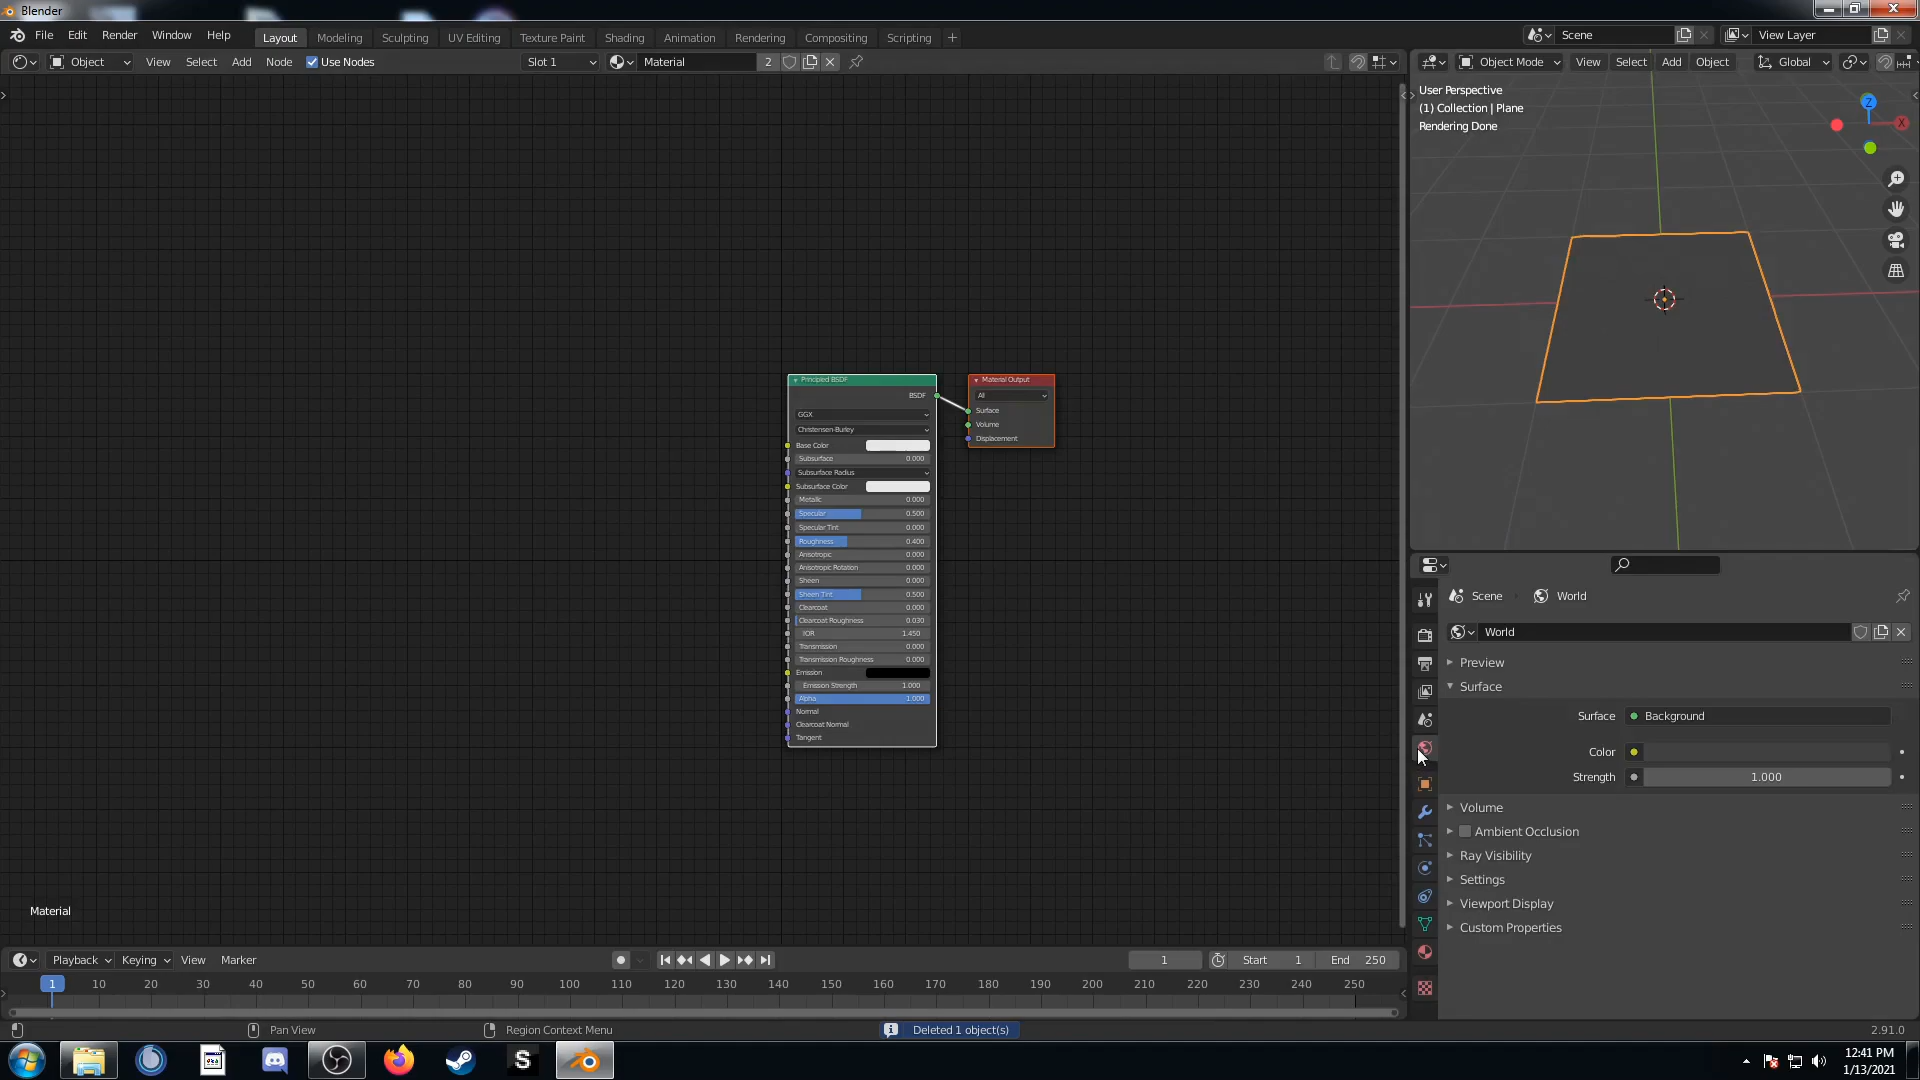 Blender
File Edit Render Window Help Layout Modeling Sculpting UV Editing Texture Paint Shading Animation Rendering Compositing Scripting + Scene View Layer
Object View Select Add Node Use Nodes Slot 1 Material 2 Object Mode View Select Add Object Global
User Perspective
(1) Collection | Plane
Rendering Done
Z
X
Principled BSDF
BSDF
GGX
Christensen-Burley
Base Color
Subsurface 0.000
Subsurface Radius
Subsurface Color
Metallic 0.000
Specular 0.500
Specular Tint 0.000
Roughness 0.400
Anisotropic 0.000
Anisotropic Rotation 0.000
Sheen 0.000
Sheen Tint 0.500
Clearcoat 0.000
Clearcoat Roughness 0.030
IOR 1.450
Transmission 0.000
Transmission Roughness 0.000
Emission
Emission Strength 1.000
Alpha 1.000
Normal
Clearcoat Normal
Tangent
Material Output
All
Surface
Volume
Displacement
Scene World
World
Preview
Surface
Surface Background
Color
Strength 1.000
Volume
Ambient Occlusion
Ray Visibility
Settings
Viewport Display
Custom Properties
Material
Playback Keying View Marker 1 Start 1 End 250
1 10 20 30 40 50 60 70 80 90 100 110 120 130 140 150 160 170 180 190 200 210 220 230 240 250
Pan View Region Context Menu Deleted 1 object(s) 2.91.0
S
12:41 PM
1/13/2021